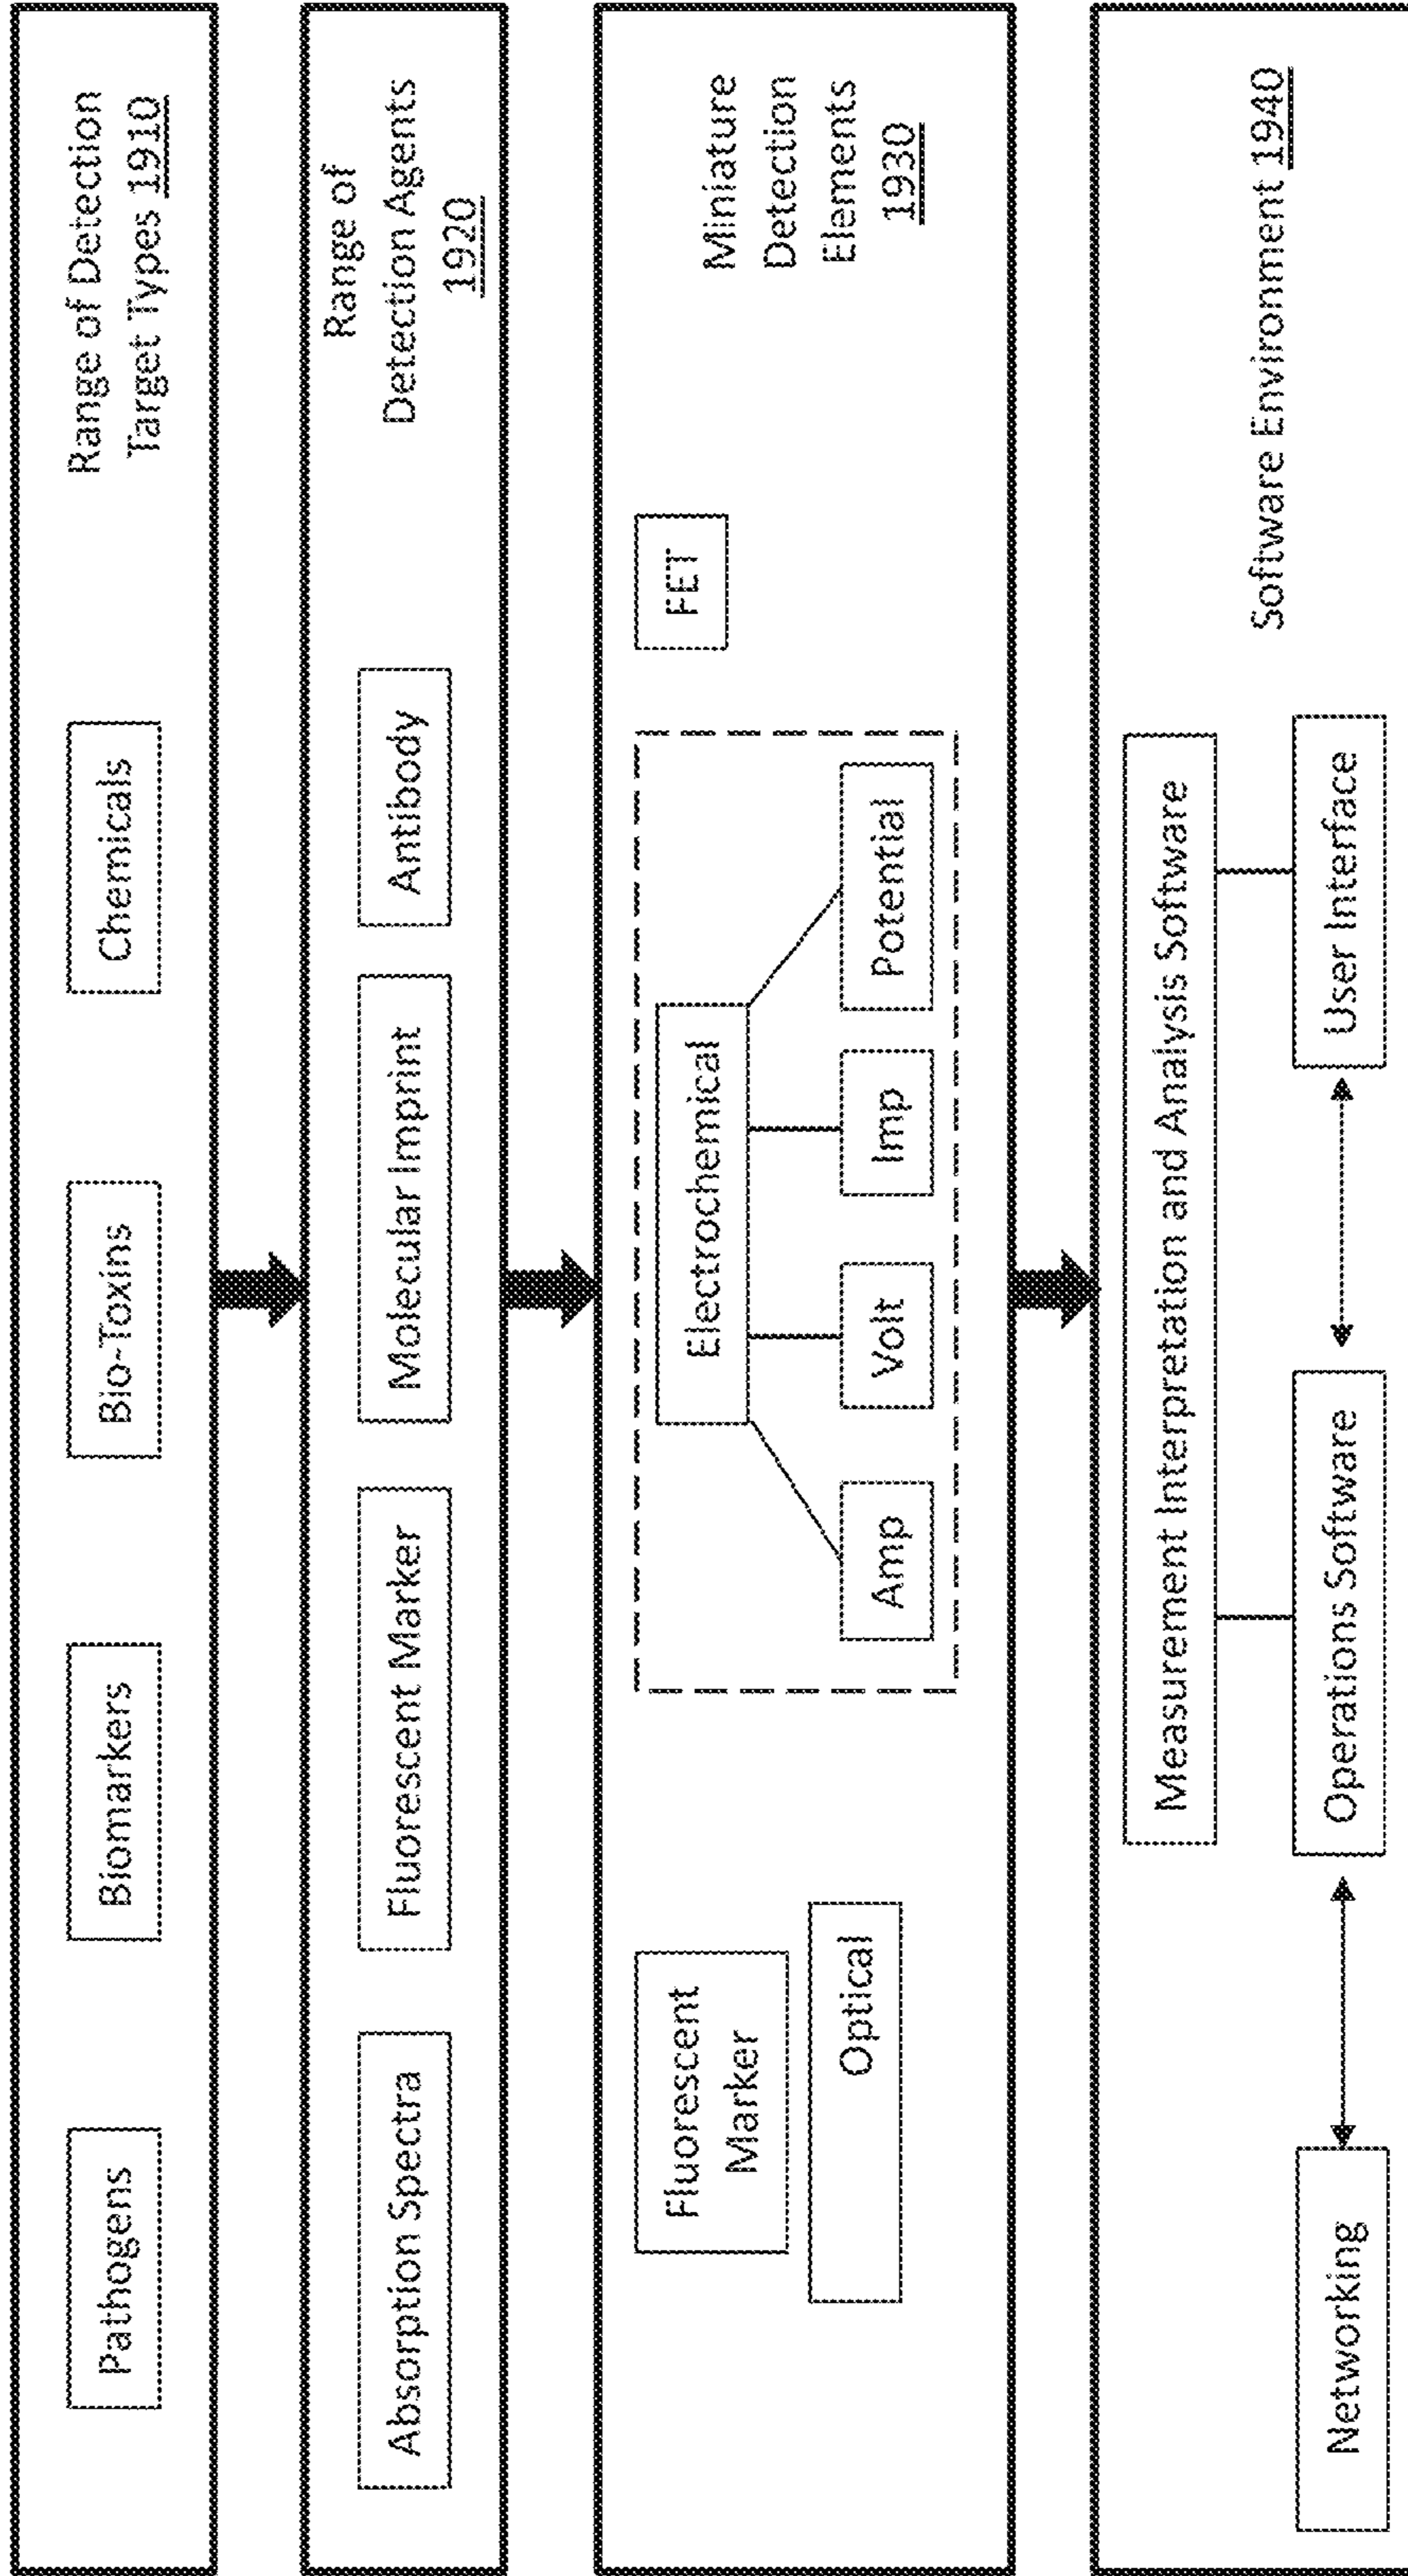 Pathogens
Biomarkers
Bio-Toxins
Chemicals
Range of Detection
Target Types 1910
Absorption Spectra
Fluorescent Marker
Molecular Imprint
Antibody
Range of
Detection Agents
1920
Fluorescent
Marker
Optical
Electrochemical
Amp
Volt
Imp
Potential
FET
Miniature
Detection
Elements
1930
Measurement Interpretation and Analysis Software
Networking
Operations Software
User Interface
Software Environment 1940